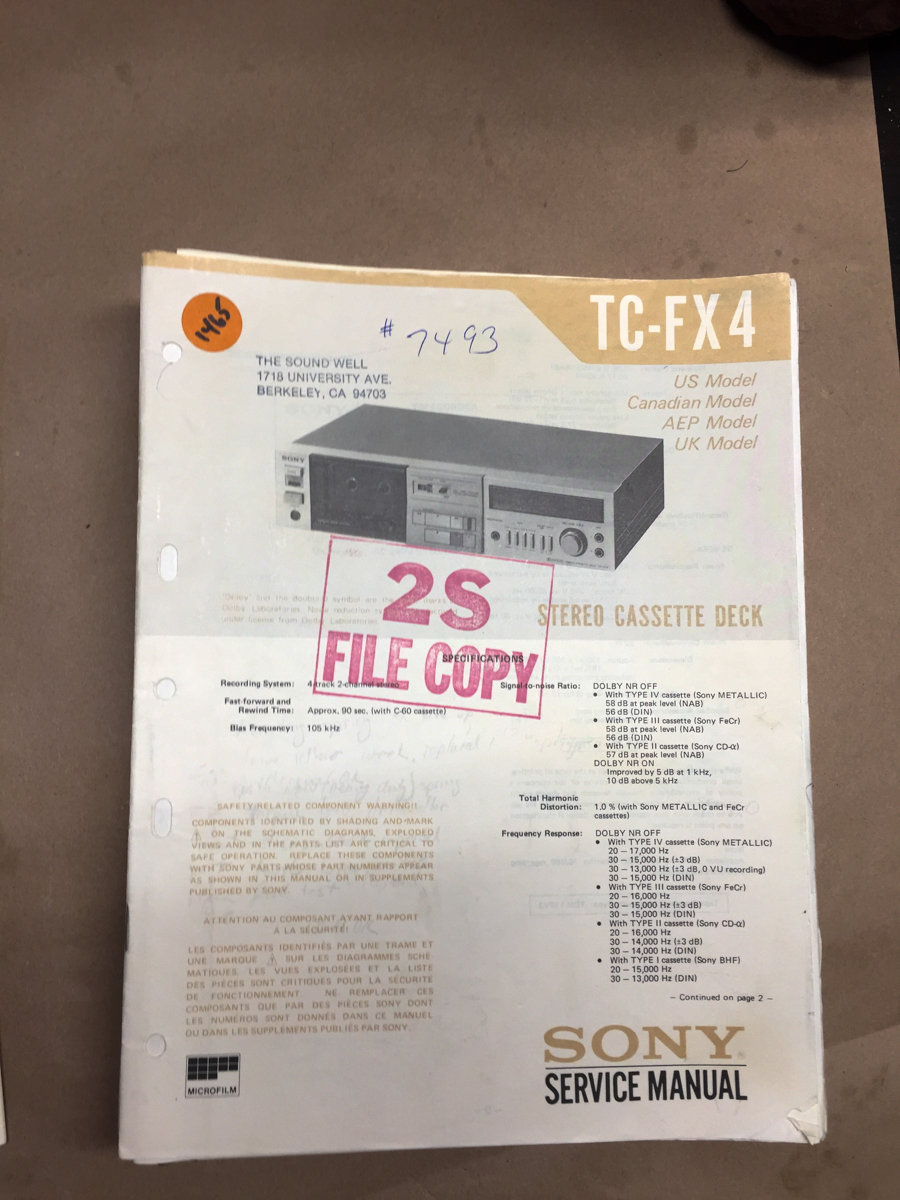 1465
# 7493
TC-FX4
THE SOUND WELL
1718 UNIVERSITY AVE.
BERKELEY, CA 94703
US Model
Canadian Model
AEP Model
UK Model
SONY
2S
FILE COPY
"Dolby" and the double-D symbol are the marks
Dolby Laboratories. Noise reduction
under license from Dolby Laboratories
STEREO CASSETTE DECK
SPECIFICATIONS
Recording System: 4-track 2-channel stereo
Fast-forward and
Rewind Time: Approx. 90 sec. (with C-60 cassette)
Bias Frequency: 105 kHz
SAFETY-RELATED COMPONENT WARNING!!
COMPONENTS IDENTIFIED BY SHADING AND MARK
⚠ ON THE SCHEMATIC DIAGRAMS, EXPLODED
VIEWS AND IN THE PARTS LIST ARE CRITICAL TO
SAFE OPERATION. REPLACE THESE COMPONENTS
WITH SONY PARTS WHOSE PART NUMBERS APPEAR
AS SHOWN IN THIS MANUAL OR IN SUPPLEMENTS
PUBLISHED BY SONY.
ATTENTION AU COMPOSANT AYANT RAPPORT
À LA SÉCURITÉ!
LES COMPOSANTS IDENTIFIÉS PAR UNE TRAME ET
UNE MARQUE ⚠ SUR LES DIAGRAMMES SCHÉ-
MATIQUES, LES VUES EXPLOSÉES ET LA LISTE
DES PIÈCES SONT CRITIQUES POUR LA SÉCURITÉ
DE FONCTIONNEMENT. NE REMPLACER CES
COMPOSANTS QUE PAR DES PIÈCES SONY DONT
LES NUMÉROS SONT DONNÉS DANS CE MANUEL
OU DANS LES SUPPLÉMENTS PUBLIÉS PAR SONY.
MICROFILM
Signal-to-noise Ratio: DOLBY NR OFF
• With TYPE IV cassette (Sony METALLIC)
58 dB at peak level (NAB)
56 dB (DIN)
• With TYPE III cassette (Sony FeCr)
58 dB at peak level (NAB)
56 dB (DIN)
• With TYPE II cassette (Sony CD-α)
57 dB at peak level (NAB)
DOLBY NR ON
Improved by 5 dB at 1 kHz,
10 dB above 5 kHz
Total Harmonic
Distortion: 1.0 % (with Sony METALLIC and FeCr
cassettes)
Frequency Response: DOLBY NR OFF
• With TYPE IV cassette (Sony METALLIC)
20 – 17,000 Hz
30 – 15,000 Hz (±3 dB)
30 – 13,000 Hz (±3 dB, 0 VU recording)
30 – 15,000 Hz (DIN)
• With TYPE III cassette (Sony FeCr)
20 – 16,000 Hz
30 – 15,000 Hz (±3 dB)
30 – 15,000 Hz (DIN)
• With TYPE II cassette (Sony CD-α)
20 – 16,000 Hz
30 – 14,000 Hz (±3 dB)
30 – 14,000 Hz (DIN)
• With TYPE I cassette (Sony BHF)
20 – 15,000 Hz
30 – 13,000 Hz (DIN)
– Continued on page 2 –
SONY®
SERVICE MANUAL